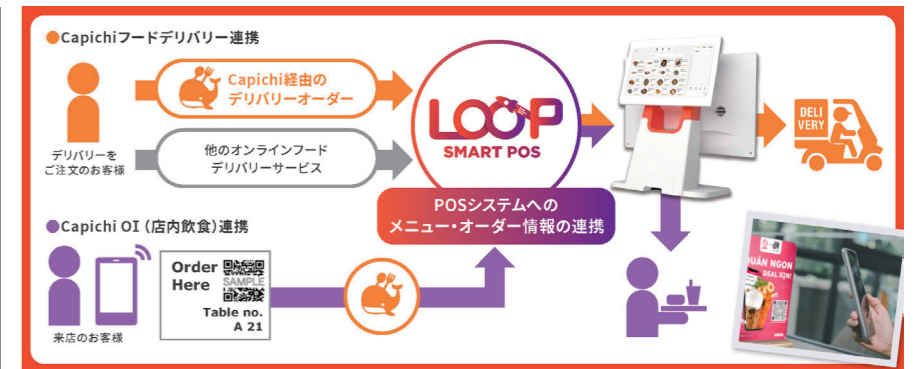 ●Capichiフードデリバリー連携
Capichi経由の
デリバリーオーダー
デリバリーを
ご注文のお客様
他のオンラインフード
デリバリーサービス
LOOP
SMART POS
DELI
VERY
POSシステムへの
メニュー・オーダー情報の連携
●Capichi OI（店内飲食）連携
Order
Here
SAMPLE
Table no.
A 21
来店のお客様
QUÁN NGON
DEAL XỊN!